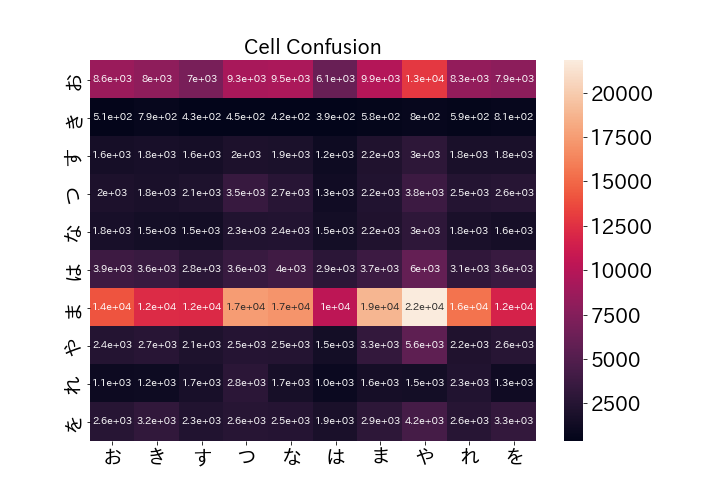 Cell Confusion
お 8.6e+03 8e+03 7e+03 9.3e+03 9.5e+03 6.1e+03 9.9e+03 1.3e+04 8.3e+03 7.9e+03
き 5.1e+02 7.9e+02 4.3e+02 4.5e+02 4.2e+02 3.9e+02 5.8e+02 8e+02 5.9e+02 8.1e+02
す 1.6e+03 1.8e+03 1.6e+03 2e+03 1.9e+03 1.2e+03 2.2e+03 3e+03 1.8e+03 1.8e+03
つ 2e+03 1.8e+03 2.1e+03 3.5e+03 2.7e+03 1.3e+03 2.2e+03 3.8e+03 2.5e+03 2.6e+03
な 1.8e+03 1.5e+03 1.5e+03 2.3e+03 2.4e+03 1.5e+03 2.2e+03 3e+03 1.8e+03 1.6e+03
は 3.9e+03 3.6e+03 2.8e+03 3.6e+03 4e+03 2.9e+03 3.7e+03 6e+03 3.1e+03 3.6e+03
ま 1.4e+04 1.2e+04 1.2e+04 1.7e+04 1.7e+04 1e+04 1.9e+04 2.2e+04 1.6e+04 1.2e+04
や 2.4e+03 2.7e+03 2.1e+03 2.5e+03 2.5e+03 1.5e+03 3.3e+03 5.6e+03 2.2e+03 2.6e+03
れ 1.1e+03 1.2e+03 1.7e+03 2.8e+03 1.7e+03 1.0e+03 1.6e+03 1.5e+03 2.3e+03 1.3e+03
を 2.6e+03 3.2e+03 2.3e+03 2.6e+03 2.5e+03 1.9e+03 2.9e+03 4.2e+03 2.6e+03 3.3e+03
お き す つ な は ま や れ を
20000
17500
15000
12500
10000
7500
5000
2500